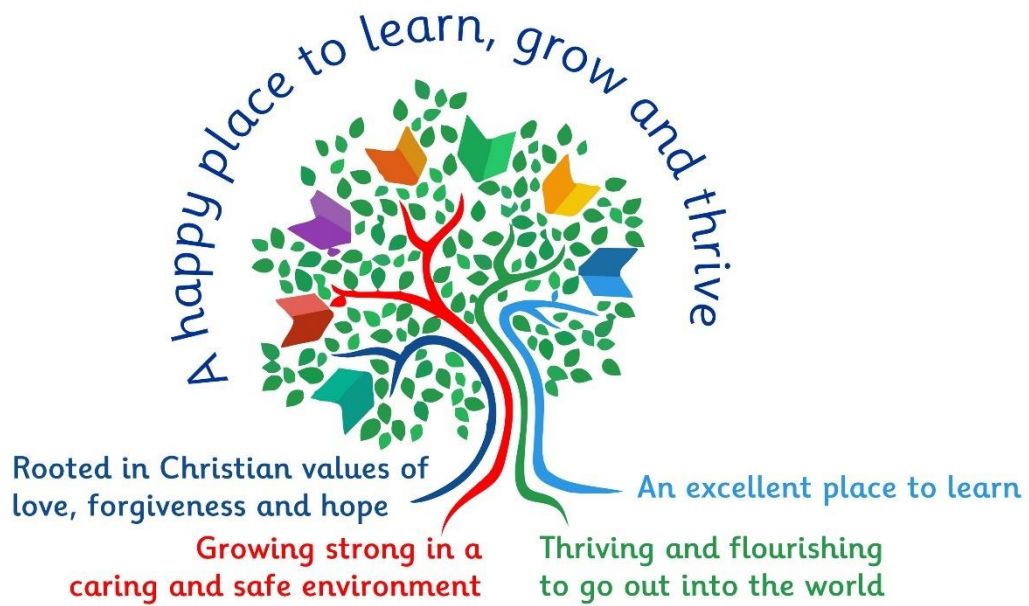 A happy place to learn, grow and thrive
Rooted in Christian values of
love, forgiveness and hope
Growing strong in a
caring and safe environment
Thriving and flourishing
to go out into the world
An excellent place to learn